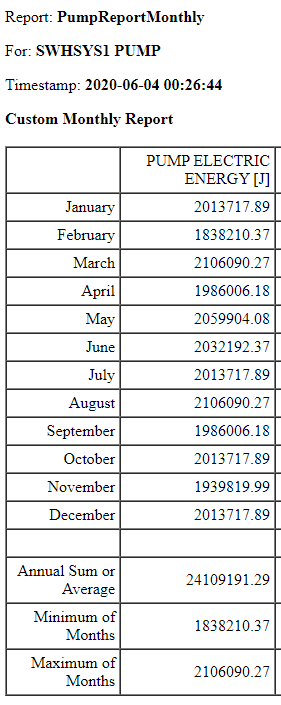 Report: PumpReportMonthly
For: SWHSYS1 PUMP
Timestamp: 2020-06-04 00:26:44
Custom Monthly Report
PUMP ELECTRIC
ENERGY [J]
January 2013717.89
February 1838210.37
March 2106090.27
April 1986006.18
May 2059904.08
June 2032192.37
July 2013717.89
August 2106090.27
September 1986006.18
October 2013717.89
November 1939819.99
December 2013717.89
Annual Sum or
Average 24109191.29
Minimum of
Months 1838210.37
Maximum of
Months 2106090.27